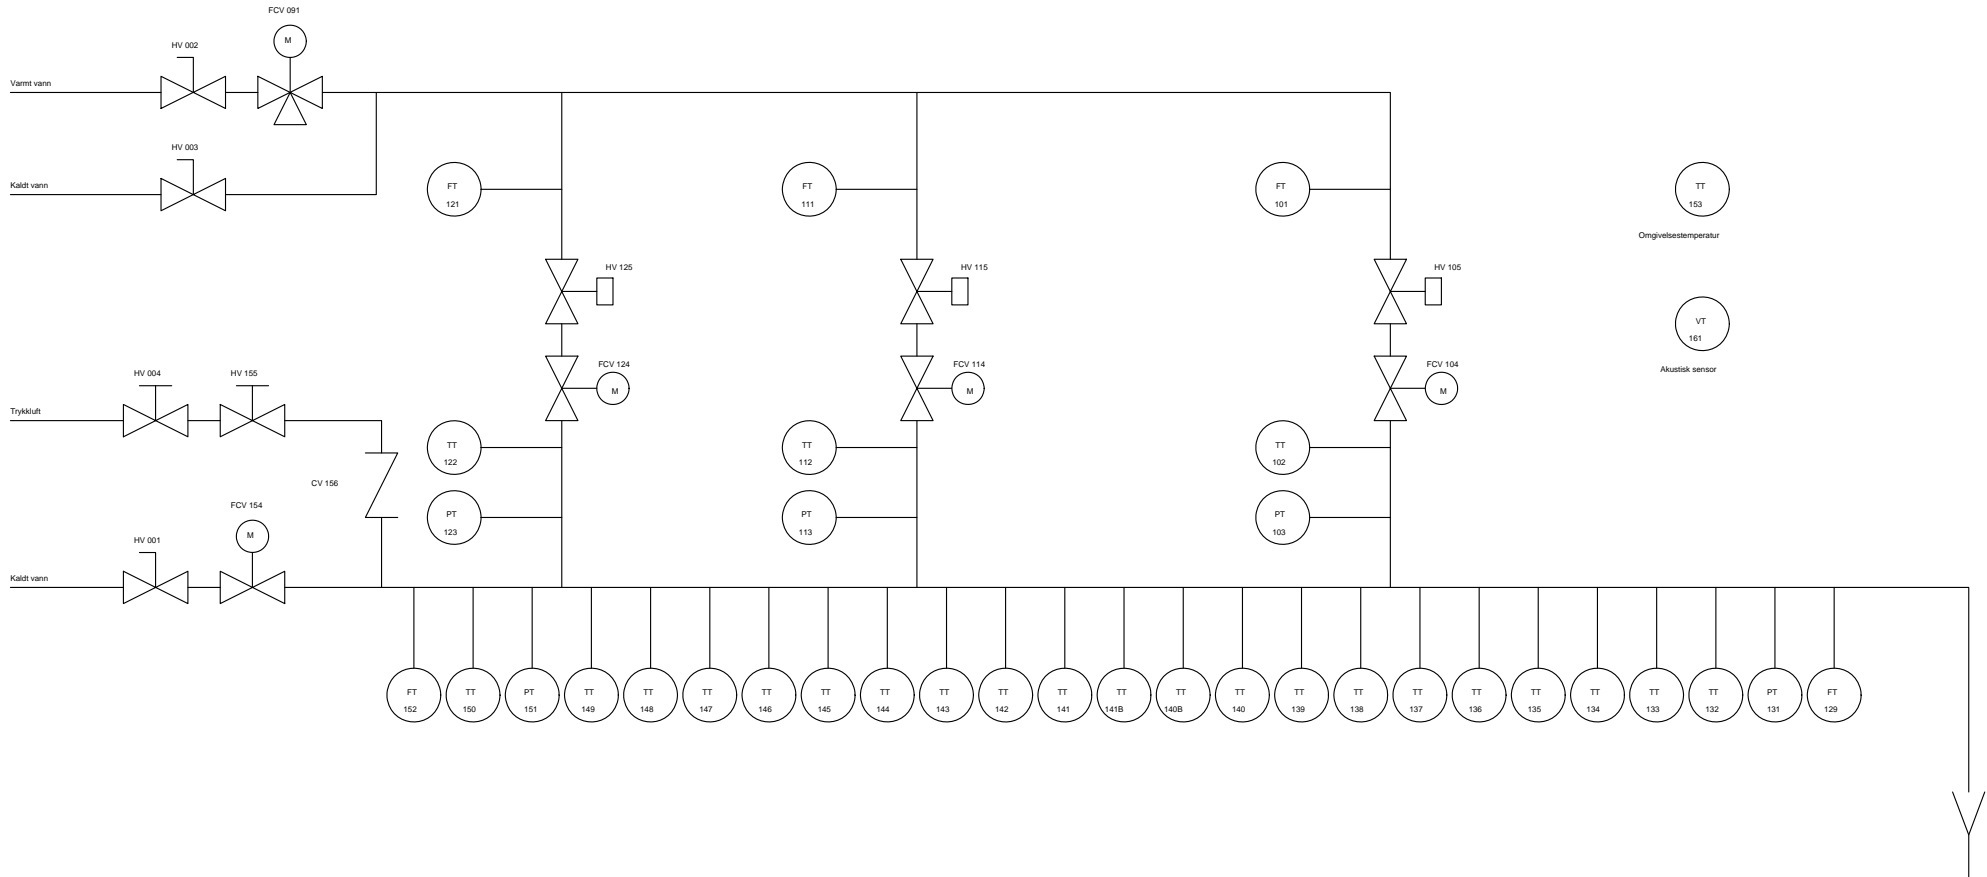 FCV 091
M
HV 002
Varmt vann
HV 003
Kaldt vann
FT
121
FT
111
FT
101
TT
153
Omgivelsestemperatur
HV 125
HV 115
HV 105
VT
161
Akustisk sensor
FCV 124
M
FCV 114
M
FCV 104
M
HV 004
HV 155
Trykkluft
TT
122
TT
112
TT
102
CV 156
PT
123
PT
113
PT
103
FCV 154
M
HV 001
Kaldt vann
FT
152
TT
150
PT
151
TT
149
TT
148
TT
147
TT
146
TT
145
TT
144
TT
143
TT
142
TT
141
TT
141B
TT
140B
TT
140
TT
139
TT
138
TT
137
TT
136
TT
135
TT
134
TT
133
TT
132
PT
131
FT
129